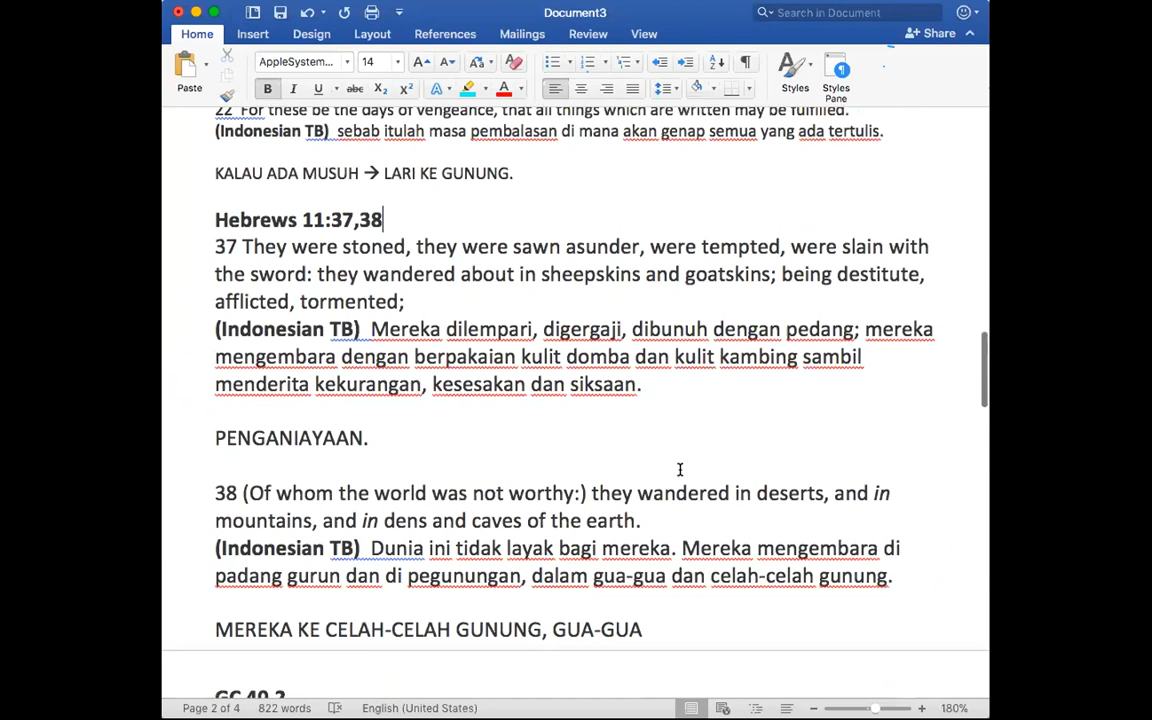 Document3
Search in Document
Home Insert Design Layout References Mailings Review View Share
Paste
AppleSystem... 14
Styles Styles Pane
22 For these be the days of vengeance, that all things which are written may be fulfilled.
(Indonesian TB) sebab itulah masa pembalasan di mana akan genap semua yang ada tertulis.
KALAU ADA MUSUH → LARI KE GUNUNG.
Hebrews 11:37,38
37 They were stoned, they were sawn asunder, were tempted, were slain with
the sword: they wandered about in sheepskins and goatskins; being destitute,
afflicted, tormented;
(Indonesian TB) Mereka dilempari, digergaji, dibunuh dengan pedang; mereka
mengembara dengan berpakaian kulit domba dan kulit kambing sambil
menderita kekurangan, kesesakan dan siksaan.
PENGANIAYAAN.
38 (Of whom the world was not worthy:) they wandered in deserts, and in
mountains, and in dens and caves of the earth.
(Indonesian TB) Dunia ini tidak layak bagi mereka. Mereka mengembara di
padang gurun dan di pegunungan, dalam gua-gua dan celah-celah gunung.
MEREKA KE CELAH-CELAH GUNUNG, GUA-GUA
GC 40.2
Page 2 of 4 822 words English (United States) 180%